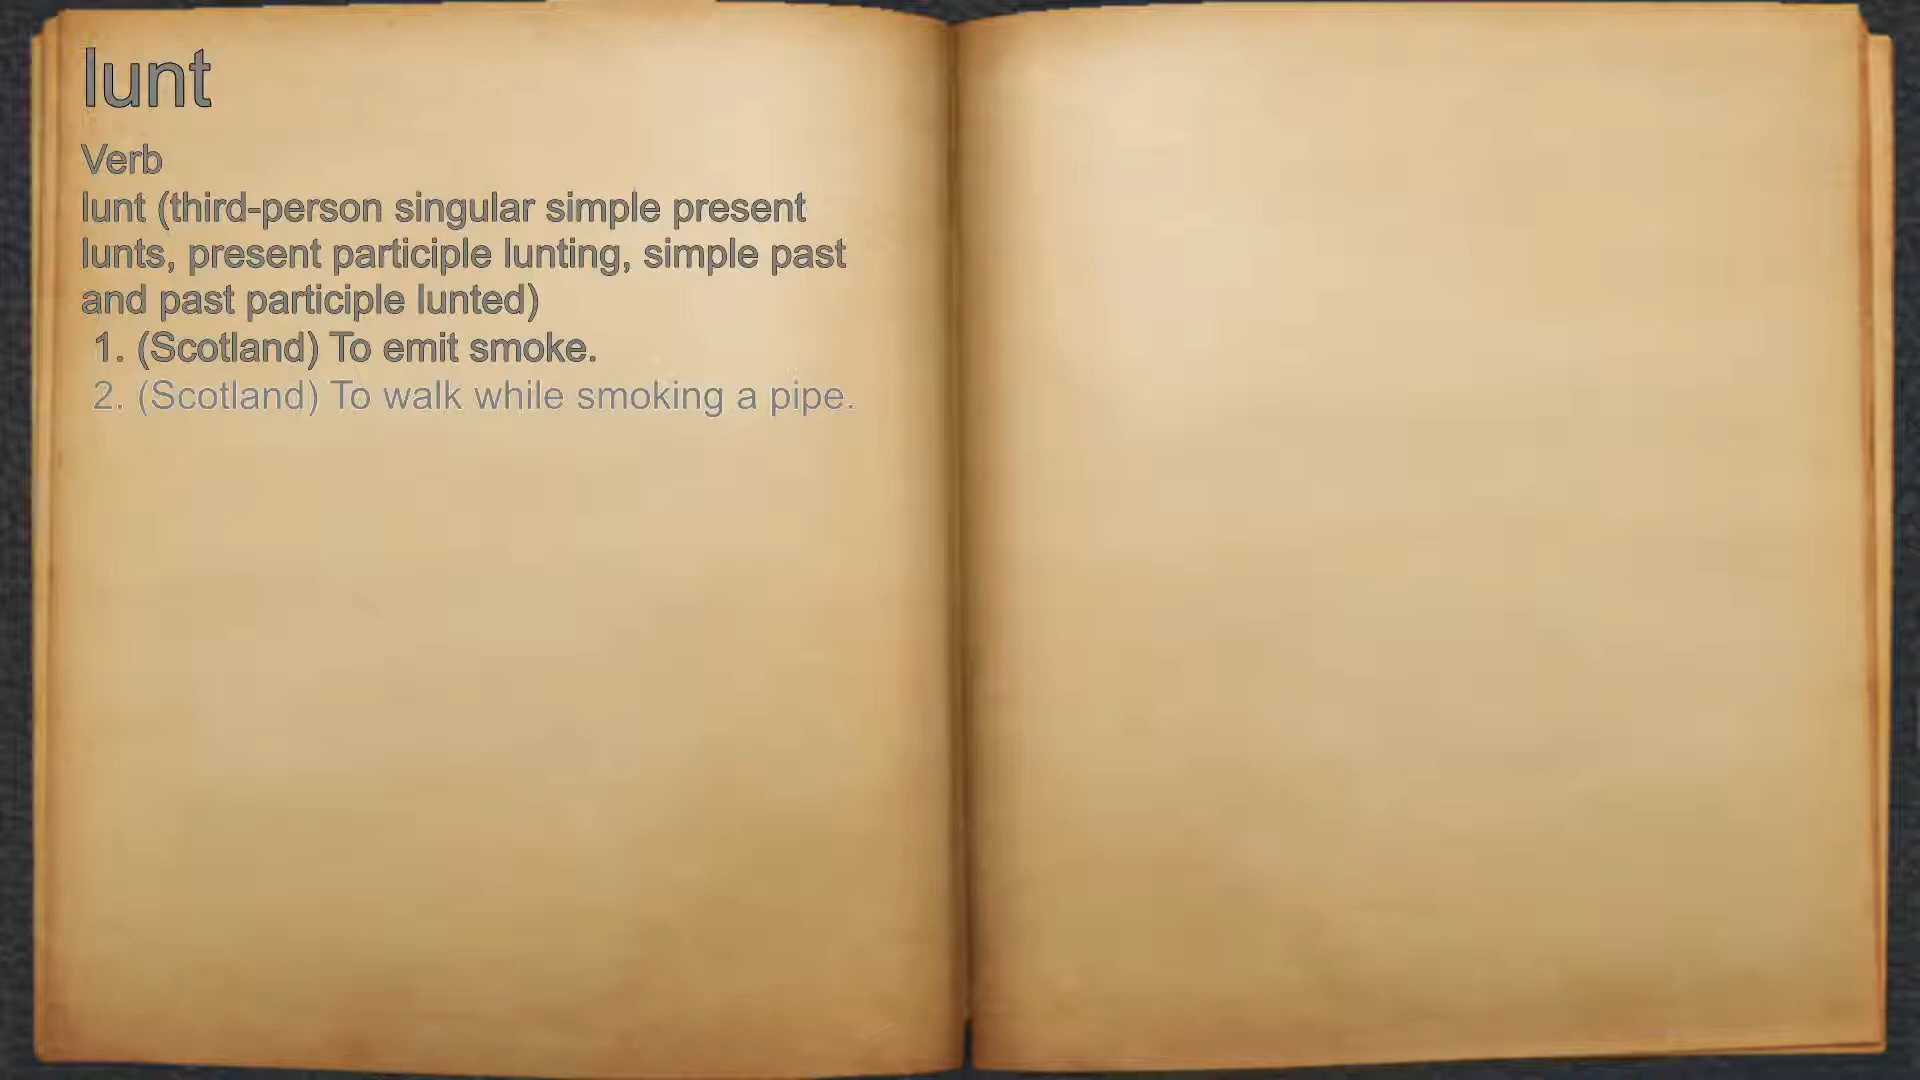 lunt
Verb
lunt (third-person singular simple present
lunts, present participle lunting, simple past
and past participle lunted)
1. (Scotland) To emit smoke.
2. (Scotland) To walk while smoking a pipe.